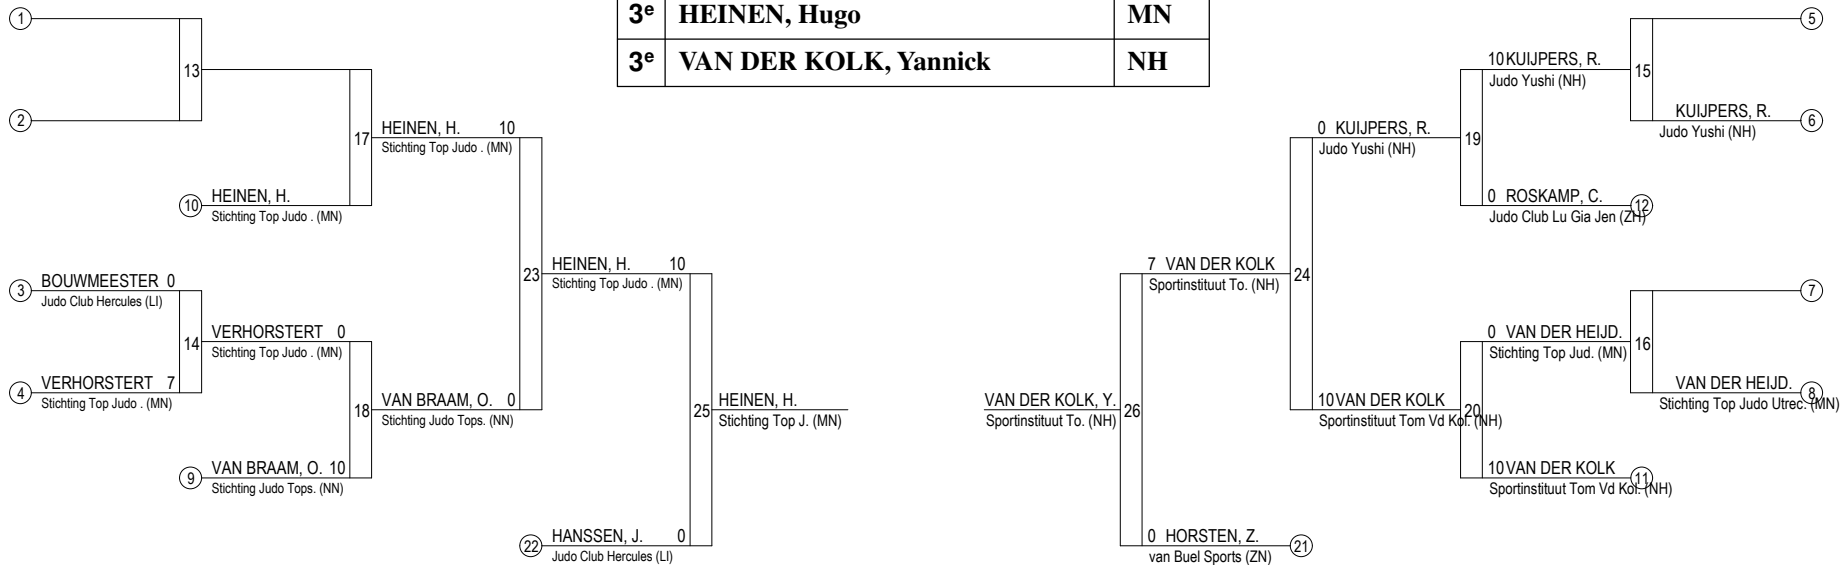 3e HEINEN, Hugo MN
3e VAN DER KOLK, Yannick NH
1
13
2
17
HEINEN, H. 10
Stichting Top Judo . (MN)
10 HEINEN, H.
Stichting Top Judo . (MN)
23
3 BOUWMEESTER 0
Judo Club Hercules (LI)
14
VERHORSTERT 0
Stichting Top Judo . (MN)
4 VERHORSTERT 7
Stichting Top Judo . (MN)
18
VAN BRAAM, O. 0
Stichting Judo Tops. (NN)
9 VAN BRAAM, O. 10
Stichting Judo Tops. (NN)
HEINEN, H. 10
Stichting Top Judo . (MN)
25
HEINEN, H.
Stichting Top J. (MN)
22 HANSSEN, J. 0
Judo Club Hercules (LI)
5
10 KUIJPERS, R.
Judo Yushi (NH)
15
KUIJPERS, R. 6
Judo Yushi (NH)
0 KUIJPERS, R.
Judo Yushi (NH)
19
0 ROSKAMP, C. 12
Judo Club Lu Gia Jen (ZH)
7 VAN DER KOLK
Sportinstituut To. (NH)
24
7
0 VAN DER HEIJD.
Stichting Top Jud. (MN)
16
VAN DER HEIJD. 8
Stichting Top Judo Utrec. (MN)
10 VAN DER KOLK
Sportinstituut Tom Vd Kol. (NH)
20
10 VAN DER KOLK 11
Sportinstituut Tom Vd Kol. (NH)
VAN DER KOLK, Y.
Sportinstituut To. (NH)
26
0 HORSTEN, Z. 21
van Buel Sports (ZN)